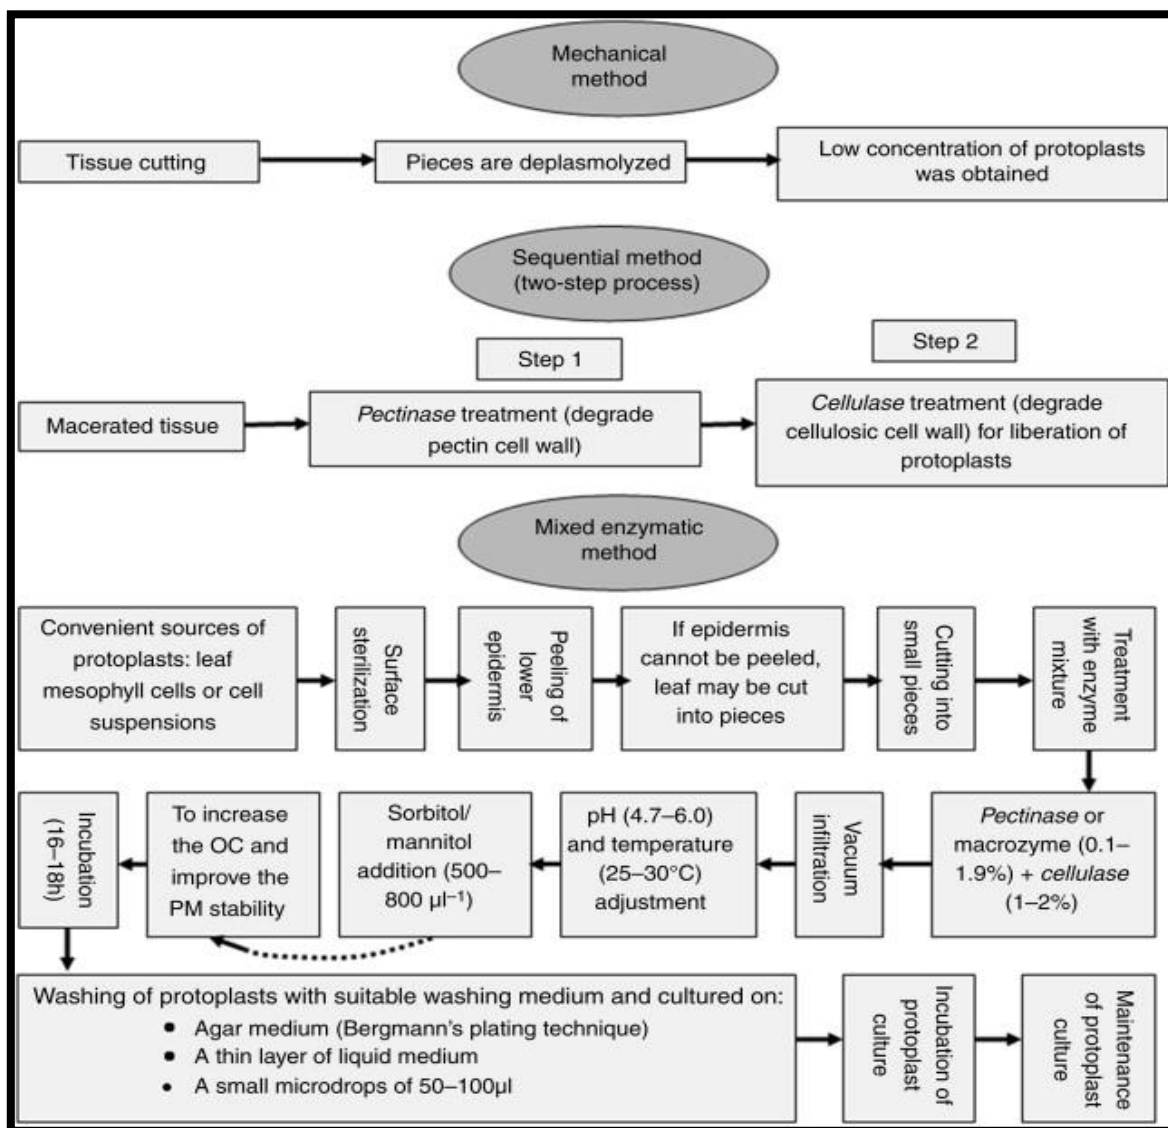 Mechanical
method
Tissue cutting
Pieces are deplasmolyzed
Low concentration of protoplasts
was obtained
Sequential method
(two-step process)
Step 1
Step 2
Macerated tissue
Pectinase treatment (degrade
pectin cell wall)
Cellulase treatment (degrade
cellulosic cell wall) for liberation of
protoplasts
Mixed enzymatic
method
Convenient sources of
protoplasts: leaf
mesophyll cells or cell
suspensions
Surface
sterilization
Peeling of
lower
epidermis
If epidermis
cannot be peeled,
leaf may be cut
into pieces
Cutting into
small pieces
Treatment
with enzyme
mixture
Pectinase or
macrozyme (0.1–
1.9%) + cellulase
(1–2%)
Vacuum
infiltration
pH (4.7–6.0)
and temperature
(25–30°C)
adjustment
Sorbitol/
mannitol
addition (500–
800 μl⁻¹)
To increase
the OC and
improve the
PM stability
Incubation
(16–18h)
Washing of protoplasts with suitable washing medium and cultured on:
● Agar medium (Bergmann's plating technique)
● A thin layer of liquid medium
● A small microdrops of 50–100μl
Incubation of
protoplast
culture
Maintenance
of protoplast
culture